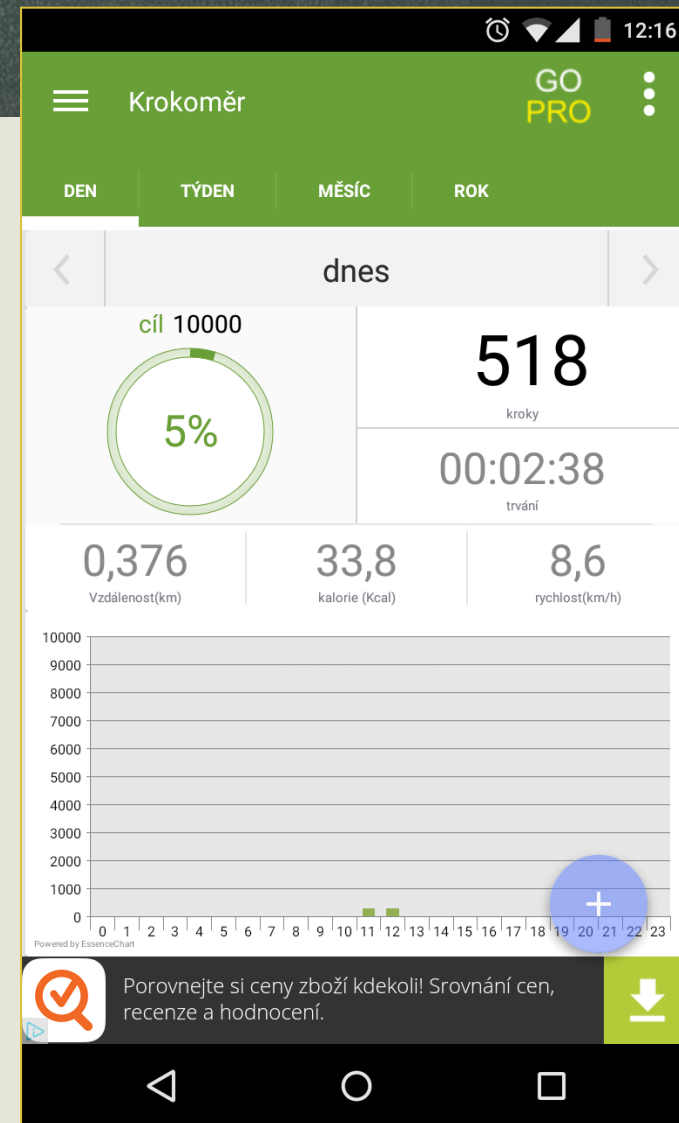 12:16
Krokoměr
GO
PRO
DEN TÝDEN MĚSÍC ROK
dnes
cíl 10000
5%
518
kroky
00:02:38
trvání
0,376 33,8 8,6
Vzdálenost(km) kalorie (Kcal) rychlost(km/h)
10000
9000
8000
7000
6000
5000
4000
3000
2000
1000
0
0 1 2 3 4 5 6 7 8 9 10 11 12 13 14 15 16 17 18 19 20 21 22 23
Powered by EssenceChart
Porovnejte si ceny zboží kdekoli! Srovnání cen,
recenze a hodnocení.